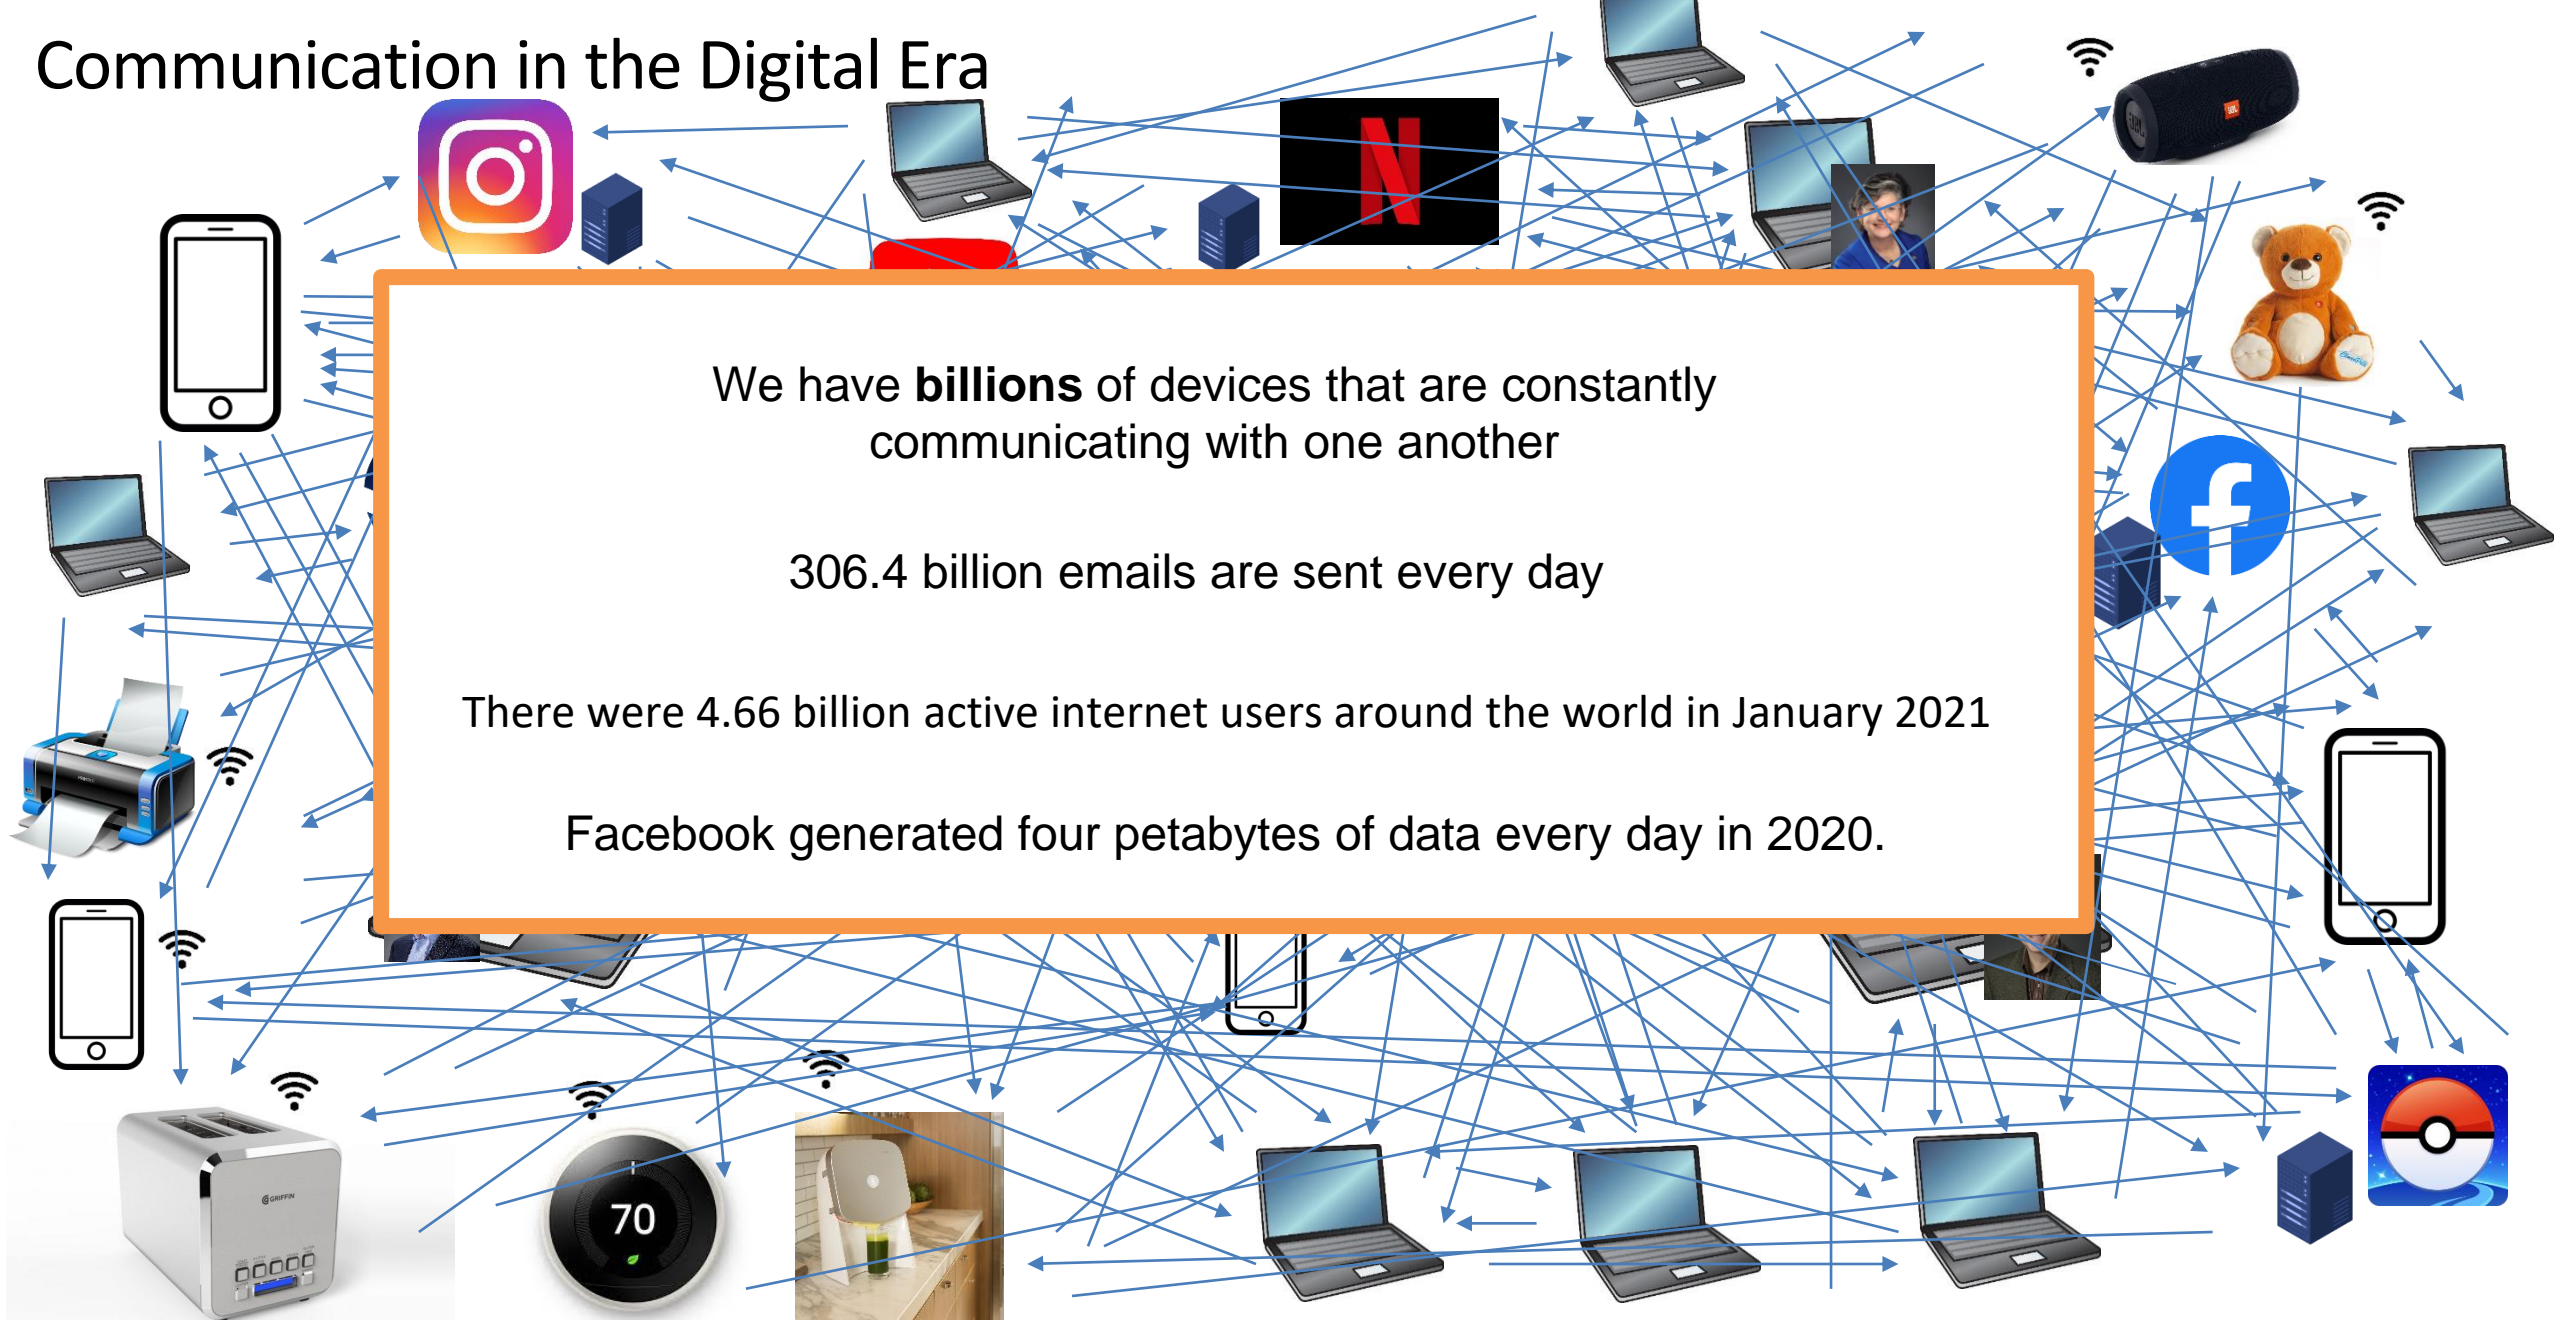 Communication in the Digital Era
N
JBL
We have billions of devices that are constantly
communicating with one another
306.4 billion emails are sent every day
There were 4.66 billion active internet users around the world in January 2021
Facebook generated four petabytes of data every day in 2020.
GRIFFIN
70